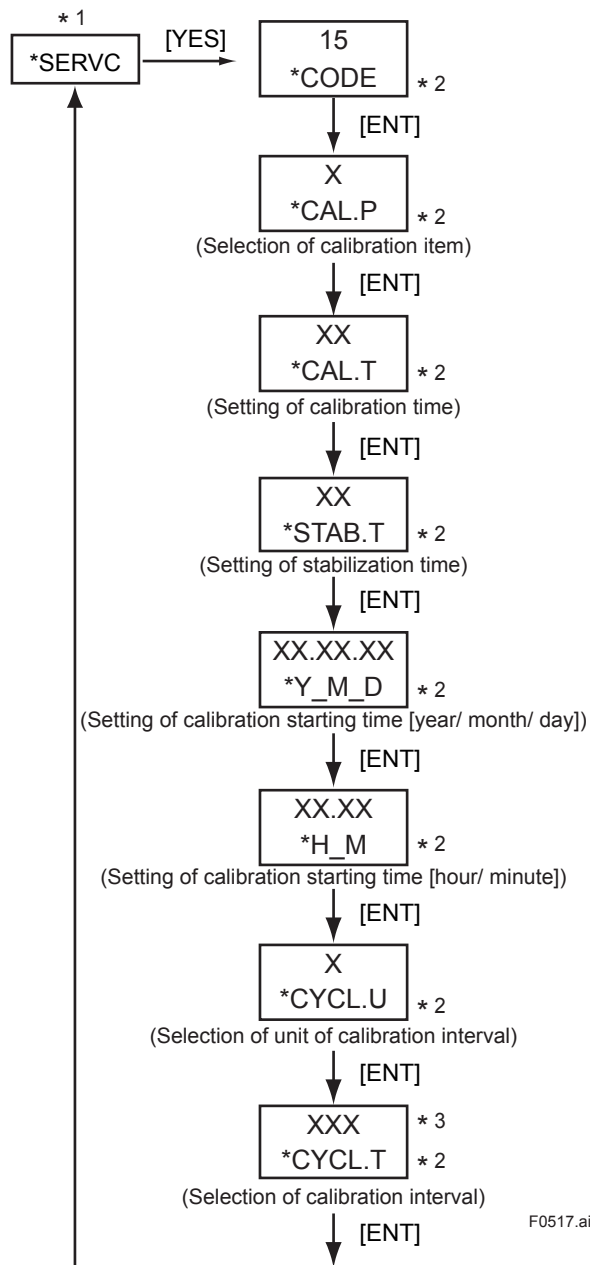 * 1
*SERVC
[YES]
15
*CODE * 2
[ENT]
X
*CAL.P * 2
(Selection of calibration item)
[ENT]
XX
*CAL.T * 2
(Setting of calibration time)
[ENT]
XX
*STAB.T * 2
(Setting of stabilization time)
[ENT]
XX.XX.XX
*Y_M_D * 2
(Setting of calibration starting time [year/ month/ day])
[ENT]
XX.XX
*H_M * 2
(Setting of calibration starting time [hour/ minute])
[ENT]
X
*CYCL.U * 2
(Selection of unit of calibration interval)
[ENT]
XXX * 3
*CYCL.T * 2
(Selection of calibration interval)
[ENT]
F0517.ai